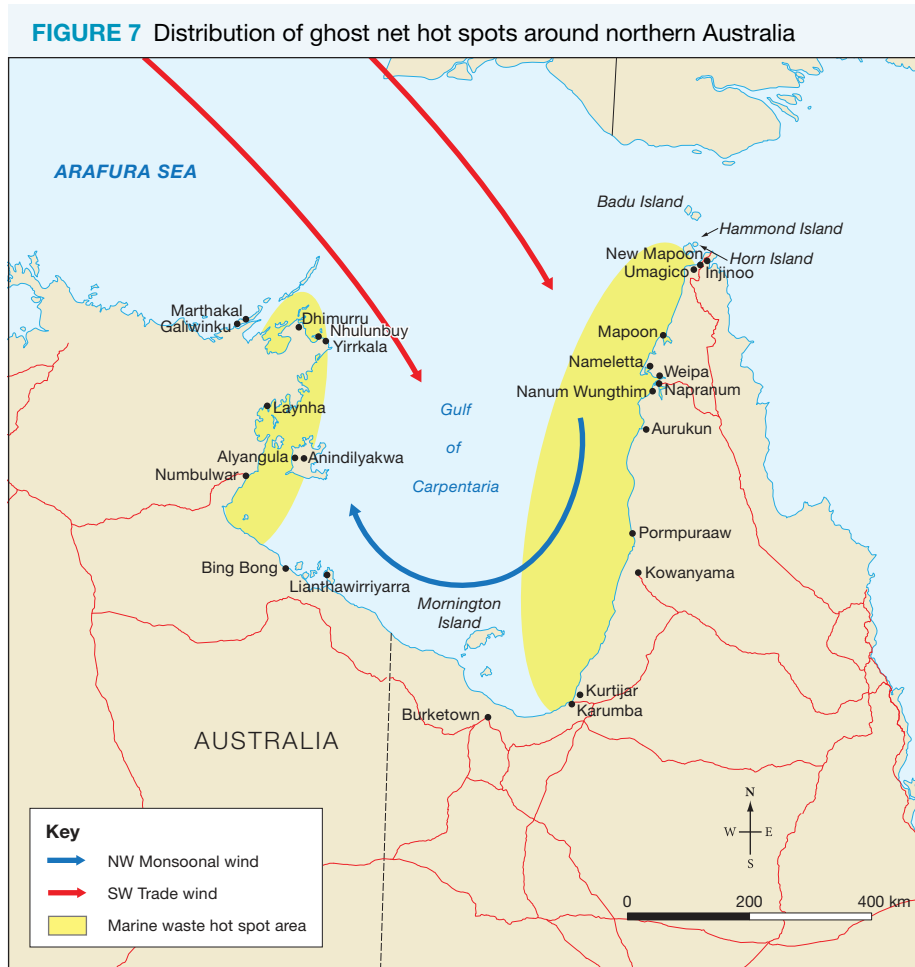 FIGURE 7 Distribution of ghost net hot spots around northern Australia
ARAFURA SEA
Badu Island
Hammond Island
Horn Island
New Mapoon
Umagico
Injinoo
Marthakal
Galiwinku
Dhimurru
Nhulunbuy
Yirrkala
Mapoon
Nameletta
Weipa
Napranum
Nanum Wungthim
Laynha
Gulf
of
Carpentaria
Aurukun
Alyangula
Anindilyakwa
Numbulwar
Pormpuraaw
Bing Bong
Lianthawirriyarra
Kowanyama
Mornington
Island
Kurtijar
Karumba
Burketown
AUSTRALIA
Key
NW Monsoonal wind
SW Trade wind
Marine waste hot spot area
N
W
E
S
0 200 400 km